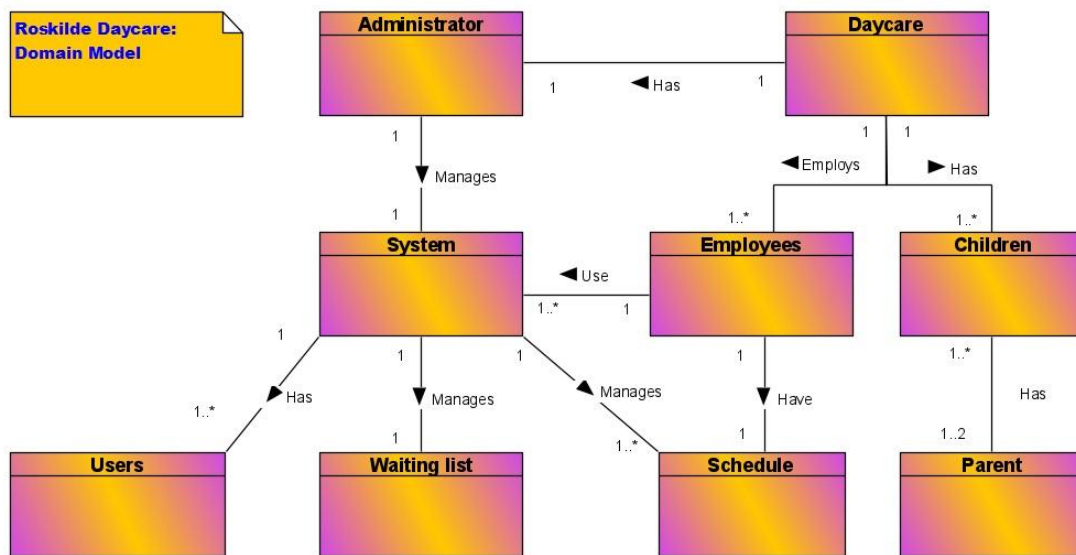 Roskilde Daycare:
Domain Model
Administrator
Daycare
1
Has
1
1
1
1
Manages
Employs
Has
1
1..*
1..*
System
Employees
Children
Use
1..*
1
1
1
1
1
1..*
Has
Manages
Manages
Have
Has
1..*
1
1..*
1
1..2
Users
Waiting list
Schedule
Parent